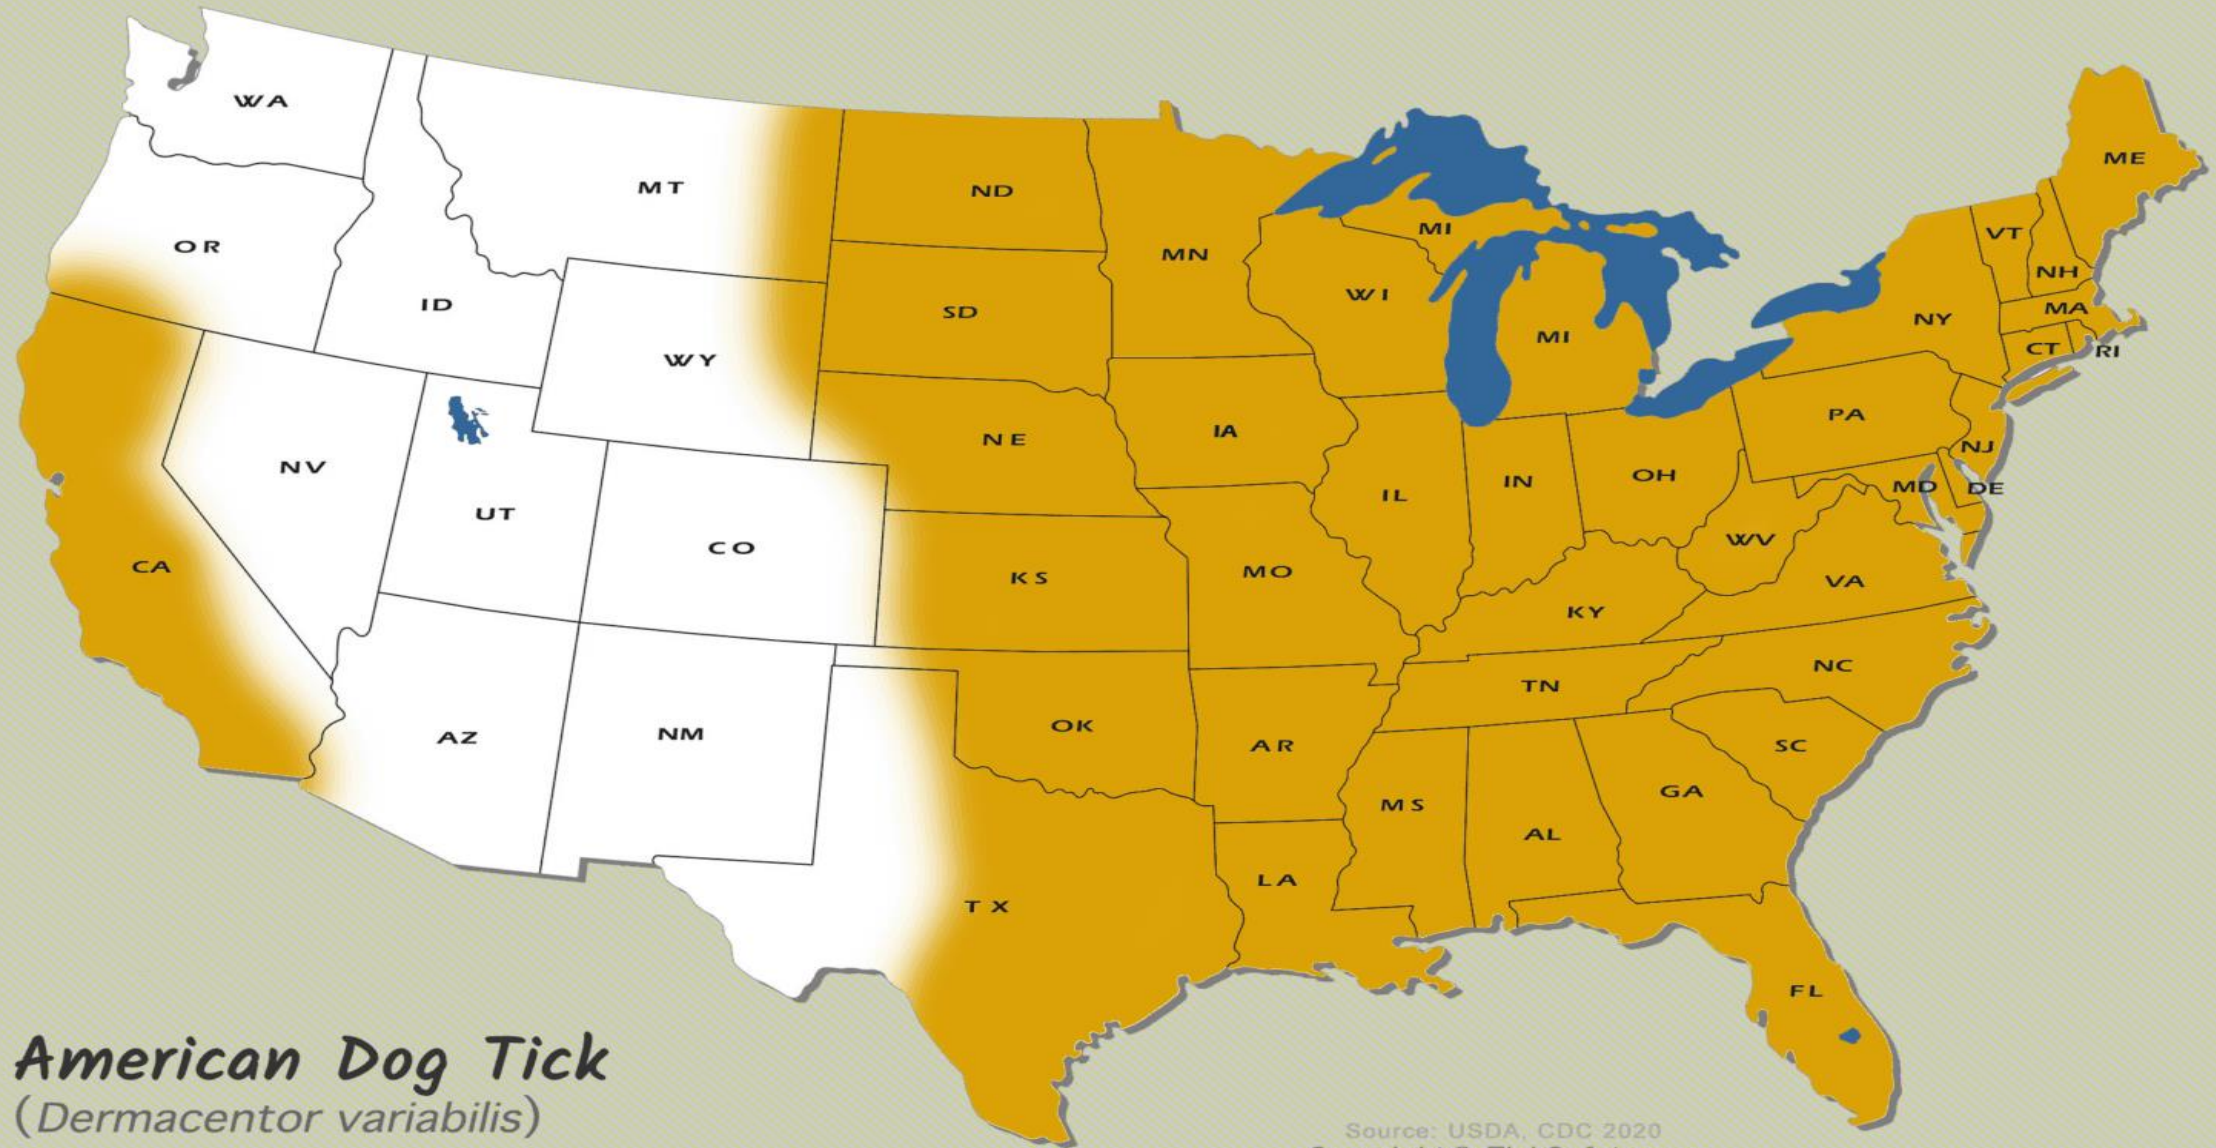 WA
MT
ND
ME
OR
MN
MI
VT
NH
ID
SD
WI
NY
MA
WY
MI
CT
RI
NE
IA
PA
NJ
NV
UT
IL
IN
OH
MD
DE
CO
WV
CA
KS
MO
KY
VA
AZ
NM
OK
AR
TN
NC
SC
MS
AL
GA
TX
LA
FL
American Dog Tick
(Dermacentor variabilis)
Source: USDA, CDC 2020